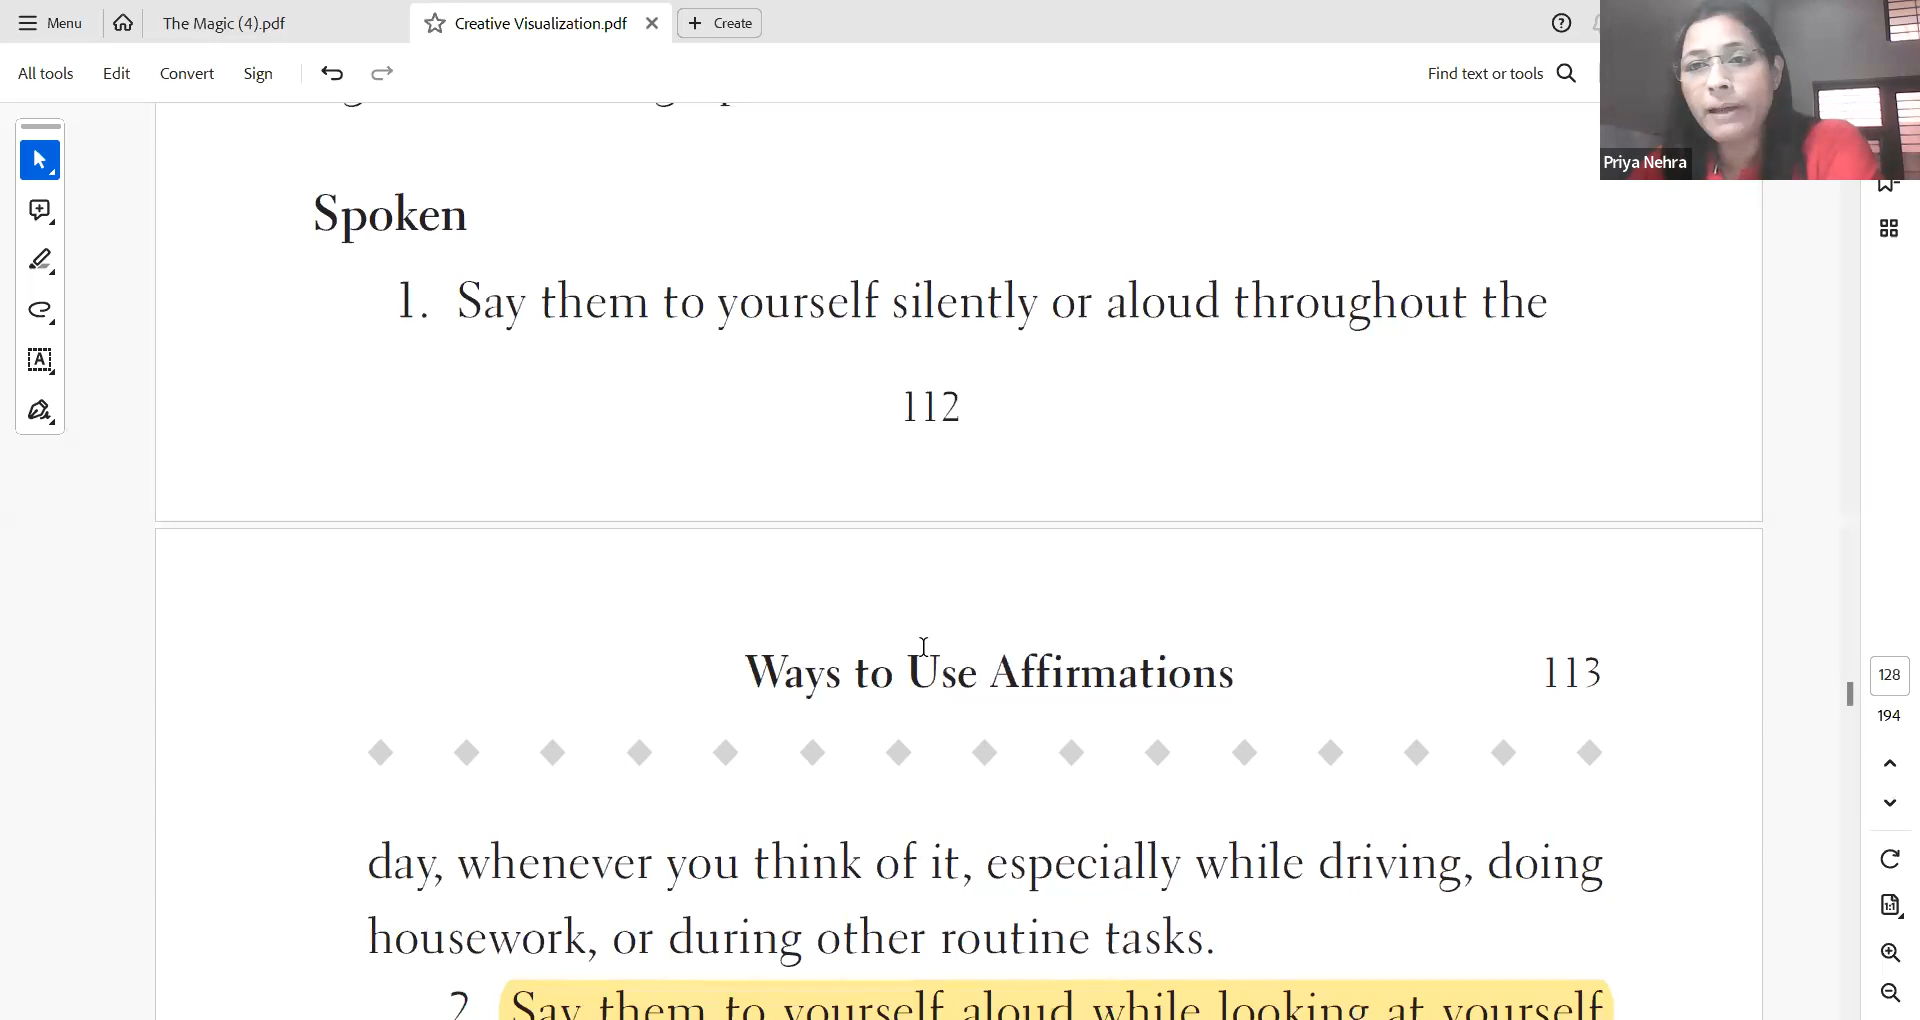 Menu
The Magic (4).pdf
Creative Visualization.pdf
Create
All tools
Edit
Convert
Sign
Find text or tools
Priya Nehra
Spoken
1. Say them to yourself silently or aloud throughout the
112
Ways to Use Affirmations 113
day, whenever you think of it, especially while driving, doing
housework, or during other routine tasks.
2. Say them to yourself aloud while looking at yourself
128
194